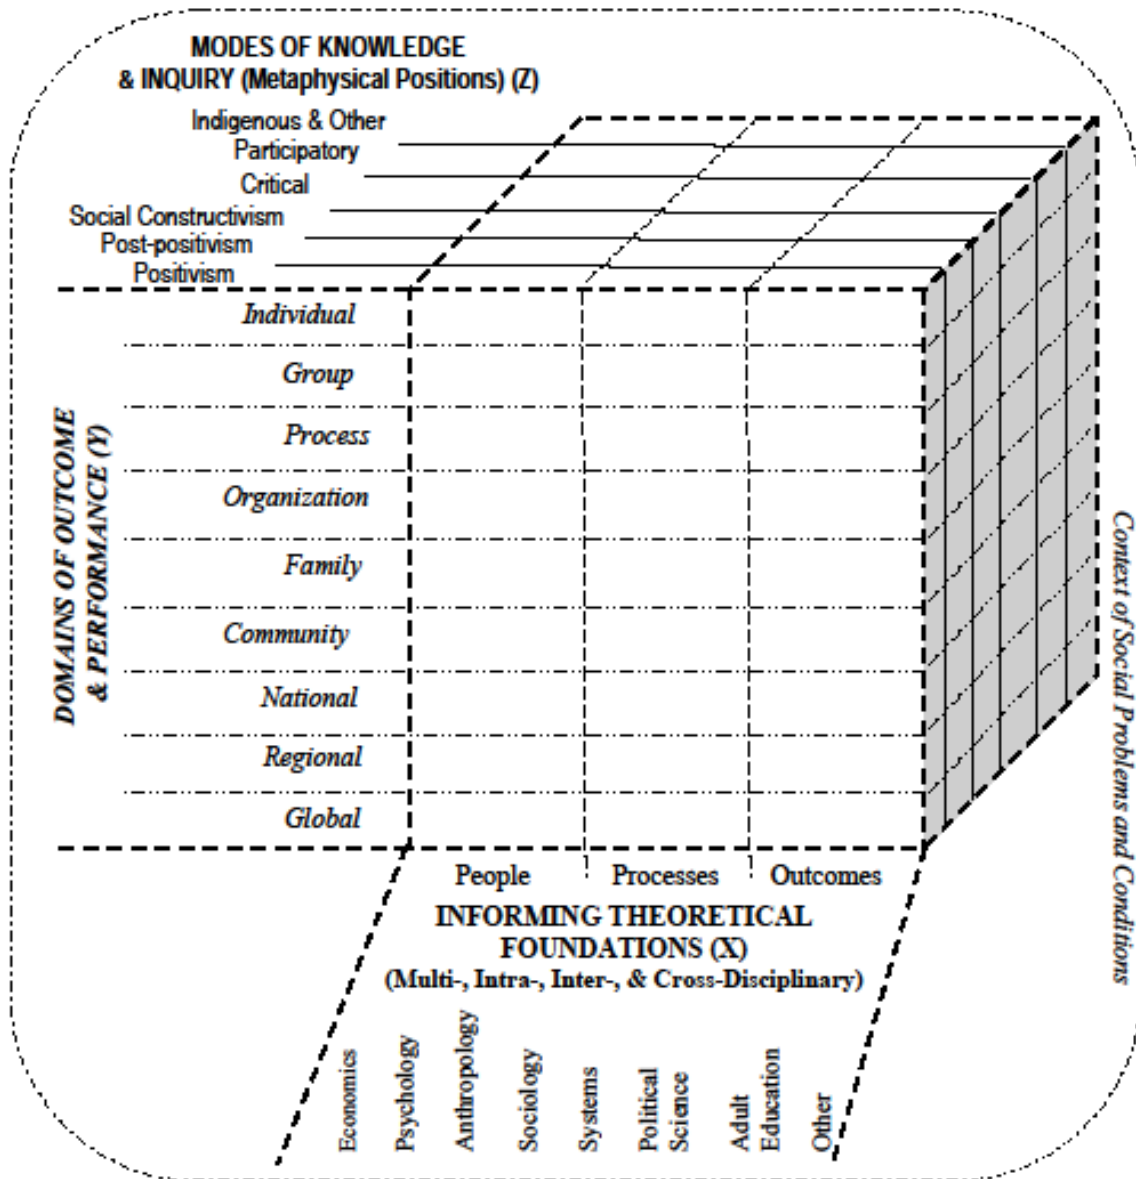 MODES OF KNOWLEDGE
& INQUIRY (Metaphysical Positions) (Z)
Indigenous & Other
Participatory
Critical
Social Constructivism
Post-positivism
Positivism
DOMAINS OF OUTCOME
& PERFORMANCE (Y)
Individual
Group
Process
Organization
Family
Community
National
Regional
Global
Context of Social Problems and Conditions
People
Processes
Outcomes
INFORMING THEORETICAL
FOUNDATIONS (X)
(Multi-, Intra-, Inter-, & Cross-Disciplinary)
Economics
Psychology
Anthropology
Sociology
Systems
Political
Science
Adult
Education
Other